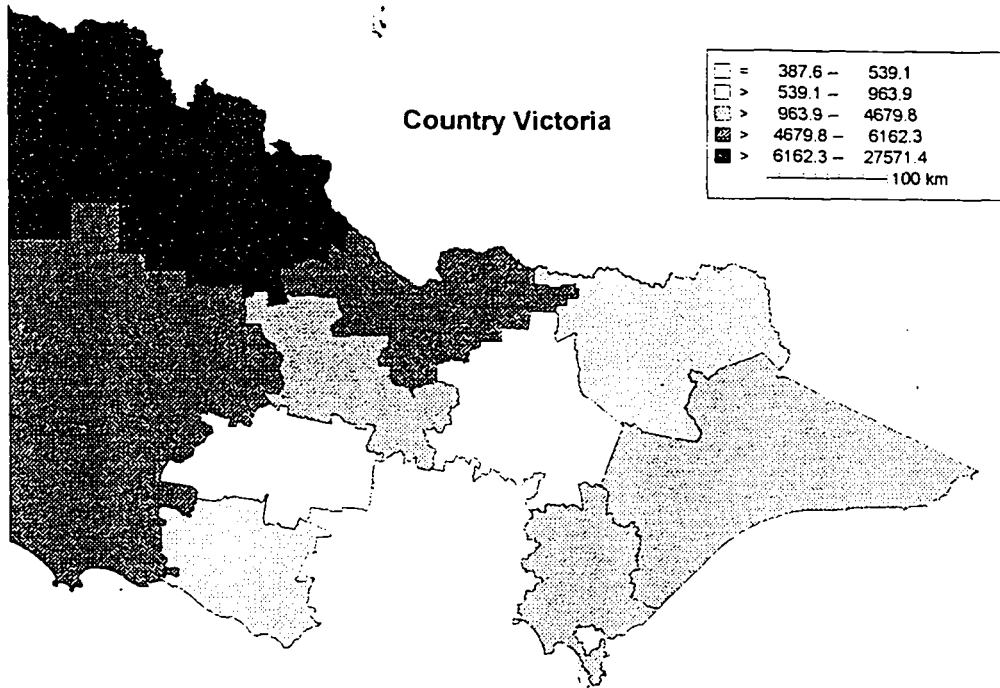 Country Victoria
= 387.6 – 539.1
> 539.1 – 963.9
> 963.9 – 4679.8
> 4679.8 – 6162.3
> 6162.3 – 27571.4
100 km